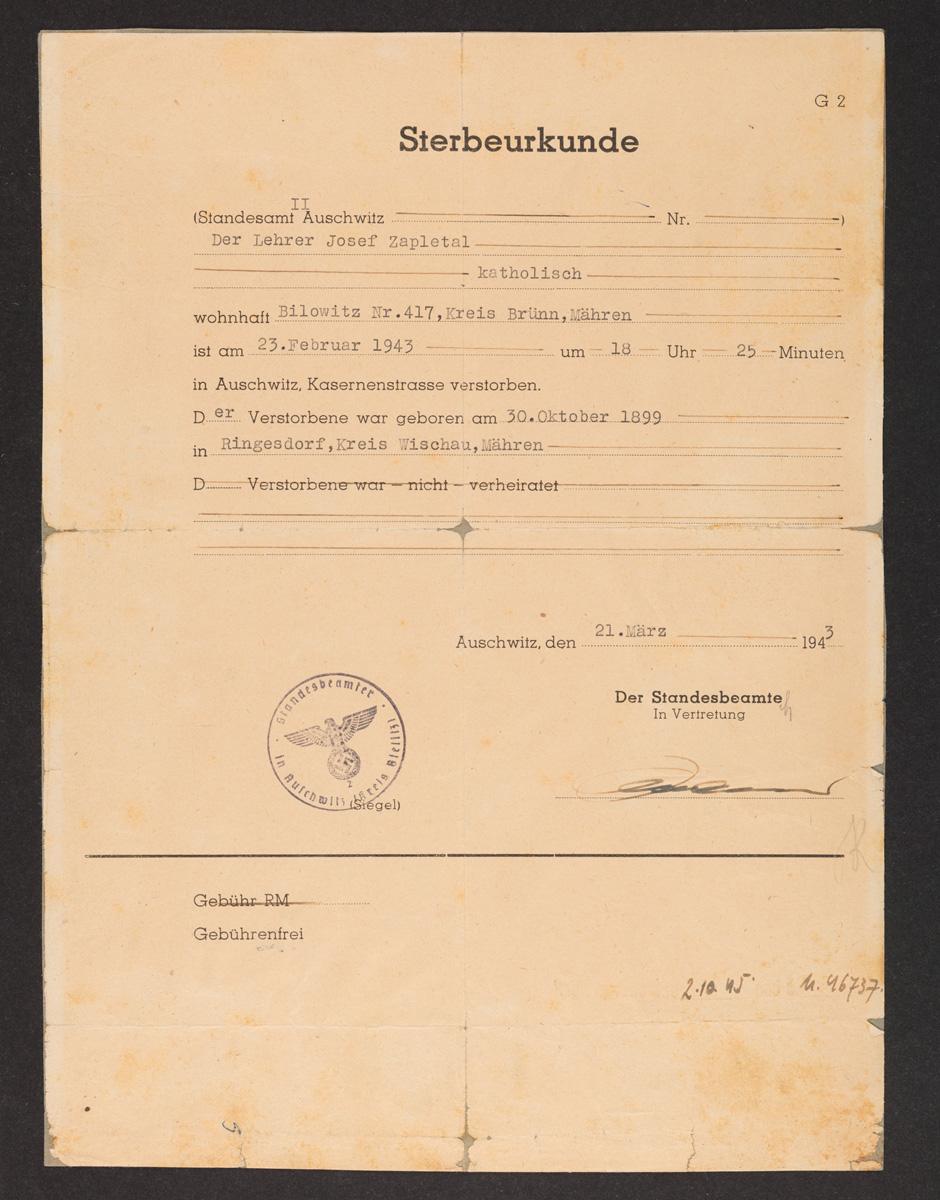 G 2
Sterbeurkunde
II
(Standesamt Auschwitz Nr. )
Der Lehrer Josef Zapletal
katholisch
wohnhaft Bilowitz Nr.417, Kreis Brünn, Mähren
ist am 23.Februar 1943 um 18 Uhr 25 Minuten
in Auschwitz, Kasernenstrasse verstorben.
Der Verstorbene war geboren am 30.Oktober 1899
in Ringesdorf, Kreis Wischau, Mähren
D Verstorbene war – nicht – verheiratet
Auschwitz, den 21.März 1943
Der Standesbeamte
In Vertretung
Standesbeamter
in Auschwitz (Kreis Bielitz)
2
(Siegel)
Gebühr RM
Gebührenfrei
2.10.45 46737